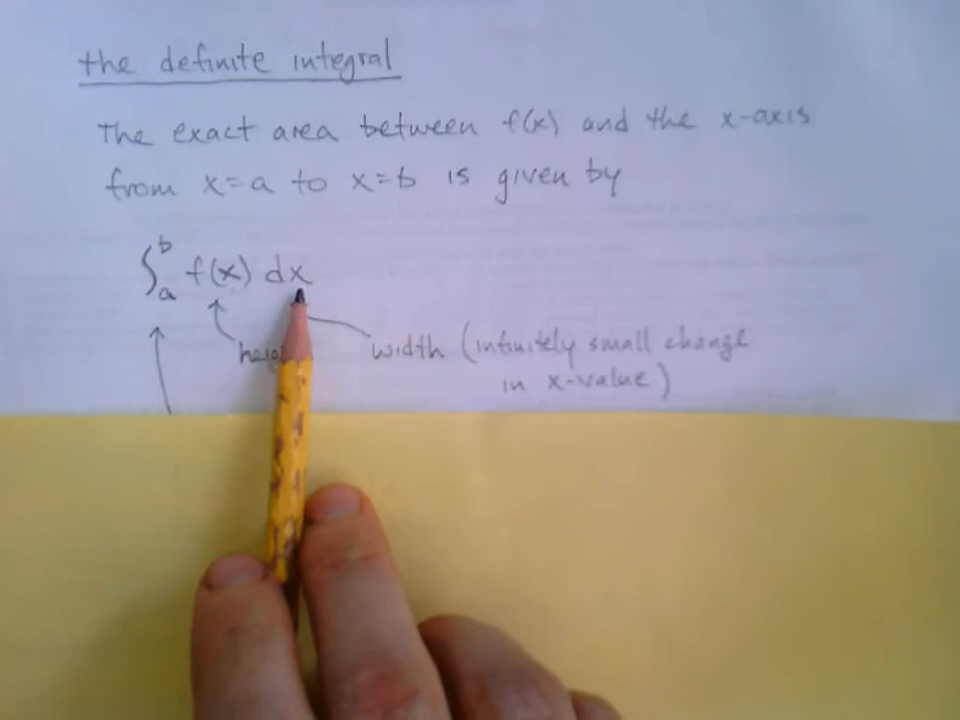 the definite integral
The exact area between f(x) and the x-axis
from x=a to x=b is given by
∫_a^b f(x) dx
width (infinitely small change
in x-value)